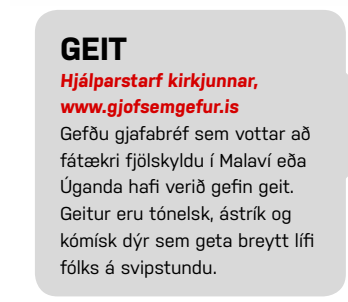 GEIT
Hjálparstarf kirkjunnar,
www.gjofsemgefur.is
Gefðu gjafabréf sem vottar að
fátækri fjölskyldu í Malaví eða
Úganda hafi verið gefin geit.
Geitur eru tónelsk, ástrík og
kómísk dýr sem geta breytt lífi
fólks á svipstundu.